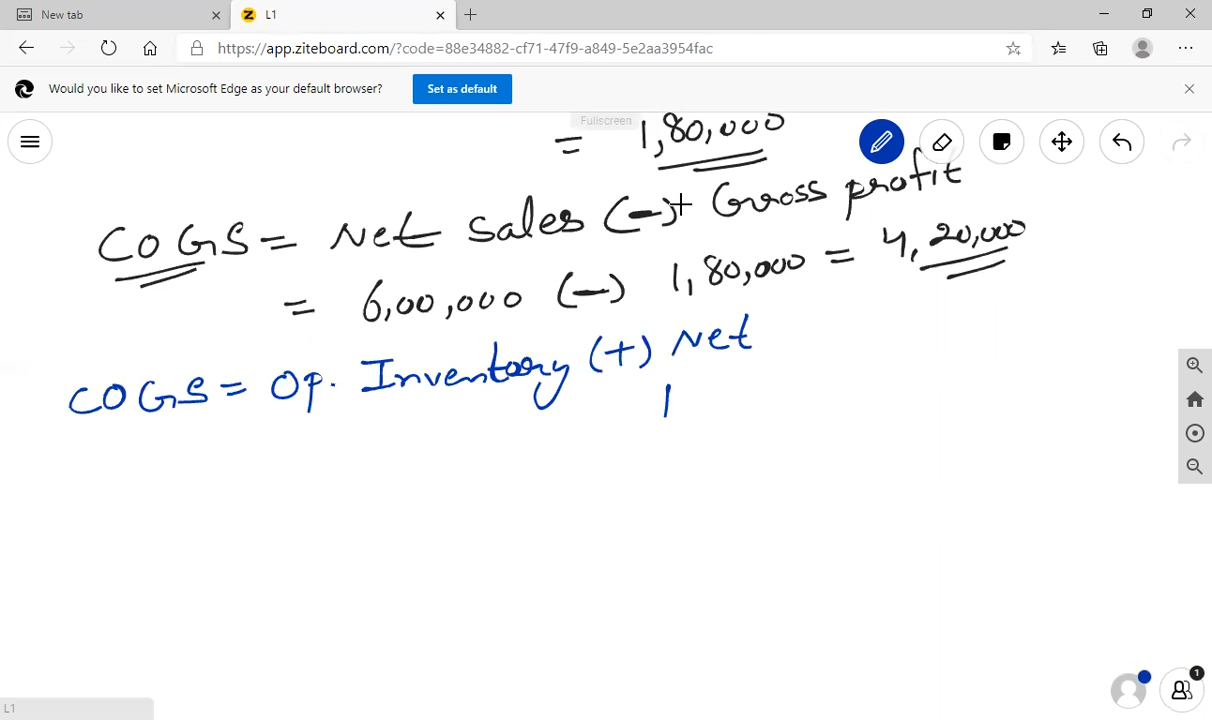 New tab
L1
https://app.ziteboard.com/?code=88e34882-cf71-47f9-a849-5e2aa3954fac
Would you like to set Microsoft Edge as your default browser?
Set as default
Fullscreen
= 1,80,000
COGS = Net sales (-) Gross profit
= 6,00,000 (-) 1,80,000 = 4,20,000
COGS = Op. Inventory (+) Net
1
L1